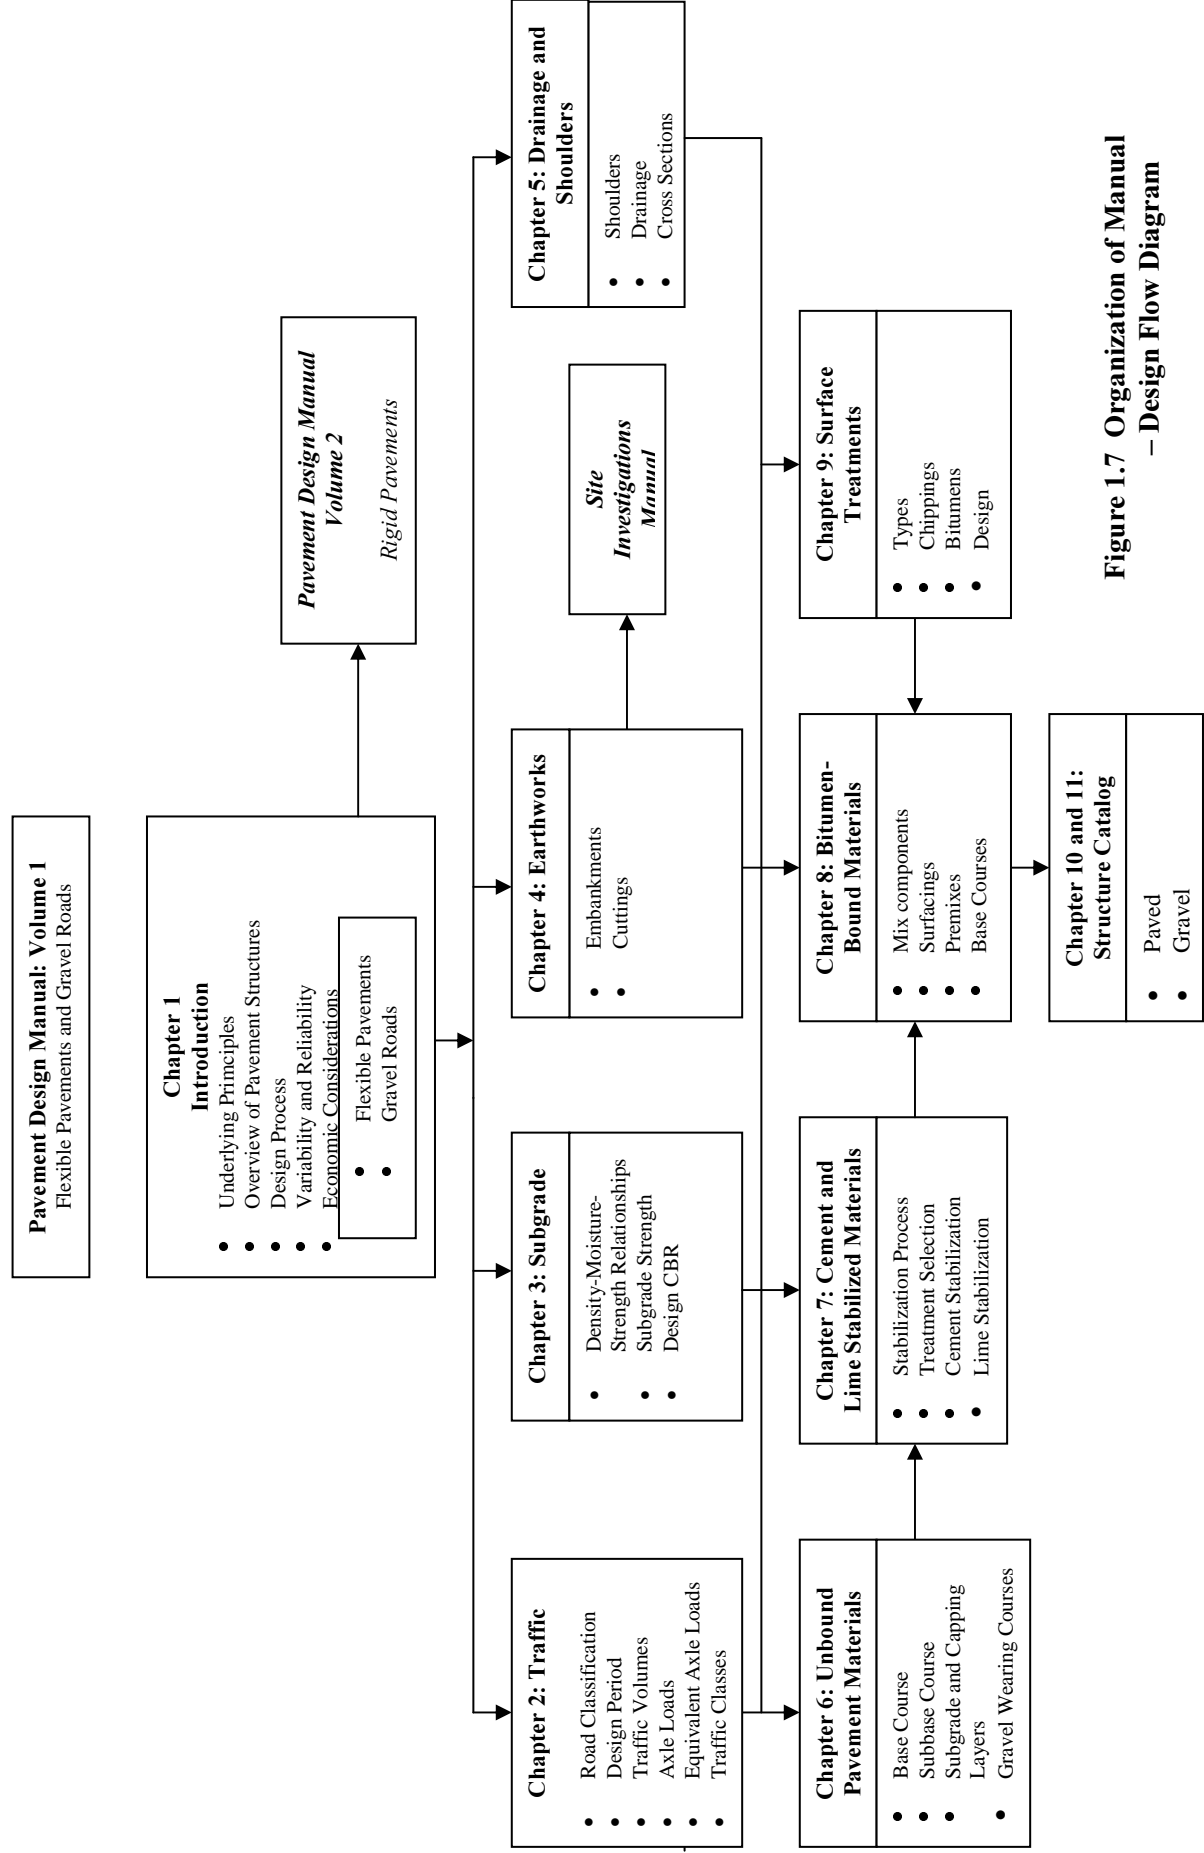 Pavement Design Manual: Volume 1
Flexible Pavements and Gravel Roads
Chapter 1
Introduction
• Underlying Primciples
• Overview of Pavement Structures
• Design Process
• Variability and Reliability
• Economic Considerations
• Flexible Pavements
• Gravel Roads
Pavement Design Manual
Volume 2
Rigid Pavements
Chapter 2: Traffic
• Road Classification
• Design Period
• Traffic Volumes
• Axle Loads
• Equivalent Axle Loads
• Traffic Classes
Chapter 3: Subgrade
• Density-Moisture-
Strength Relationships
• Subgrade Strength
• Design CBR
Chapter 4: Earthworks
• Embankments
• Cuttings
Site
Investigations
Manual
Chapter 5: Drainage and
Shoulders
• Shoulders
• Drainage
• Cross Sections
Chapter 6: Unbound
Pavement Materials
• Base Course
• Subbase Course
• Subgrade and Capping
Layers
• Gravel Wearing Courses
Chapter 7: Cement and
Lime Stabilized Materials
• Stabilization Process
• Treatment Selection
• Cement Stabilization
• Lime Stabilization
Chapter 8: Bitumen-
Bound Materials
• Mix components
• Surfacings
• Premixes
• Base Courses
Chapter 9: Surface
Treatments
• Types
• Chippings
• Bitumens
• Design
Chapter 10 and 11:
Structure Catalog
• Paved
• Gravel
Figure 1.7 Organization of Manual
– Design Flow Diagram